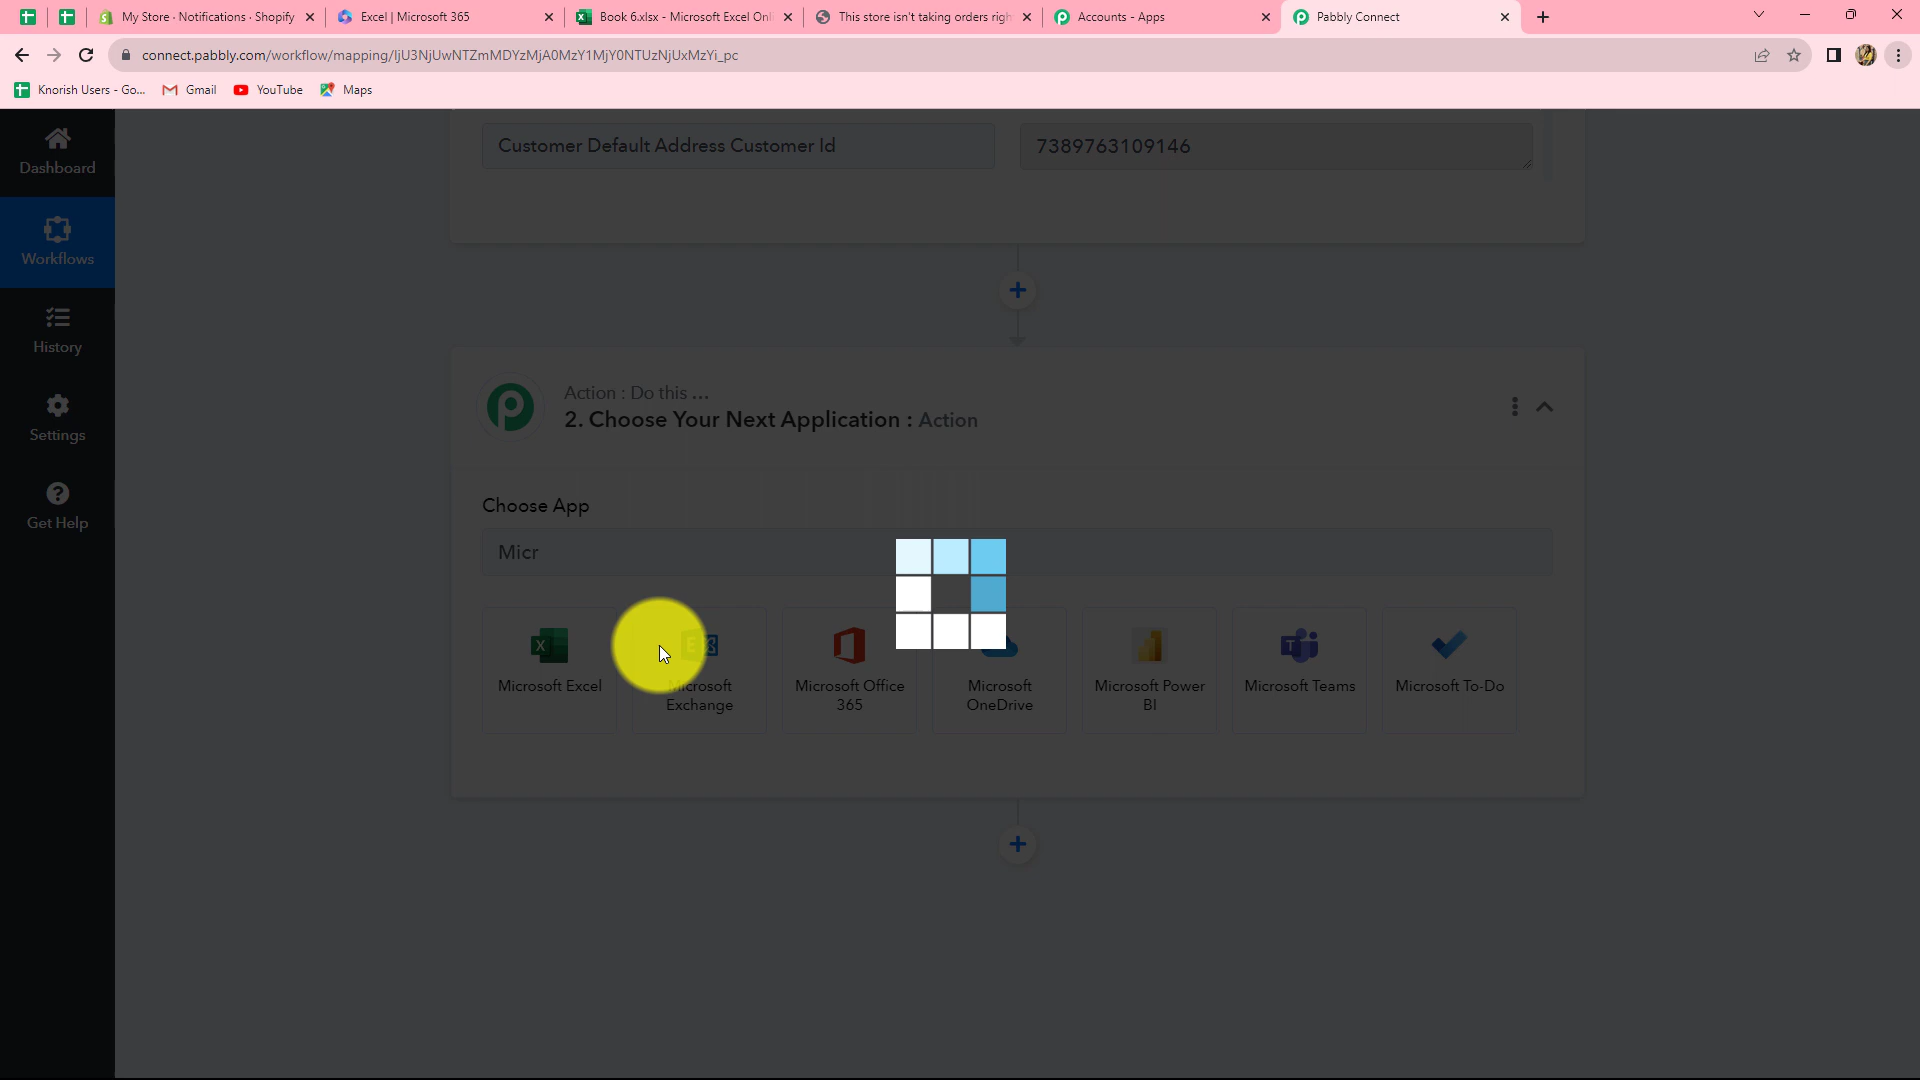 My Store · Notifications · Shopify
Excel | Microsoft 365
Book 6.xlsx - Microsoft Excel Onli
This store isn't taking orders righ
Accounts - Apps
Pabbly Connect
connect.pabbly.com/workflow/mapping/IjU3NjUwNTZmMDYzMjA0MzY1MjY0NTUzNjUxMzYi_pc
Knorish Users - Go...
Gmail
YouTube
Maps
Dashboard
Workflows
History
Settings
Get Help
Customer Default Address Customer Id
7389763109146
Action : Do this ...
2. Choose Your Next Application : Action
Choose App
Micr
Microsoft Excel
Microsoft
Exchange
Microsoft Office
365
Microsoft
OneDrive
Microsoft Power
BI
Microsoft Teams
Microsoft To-Do